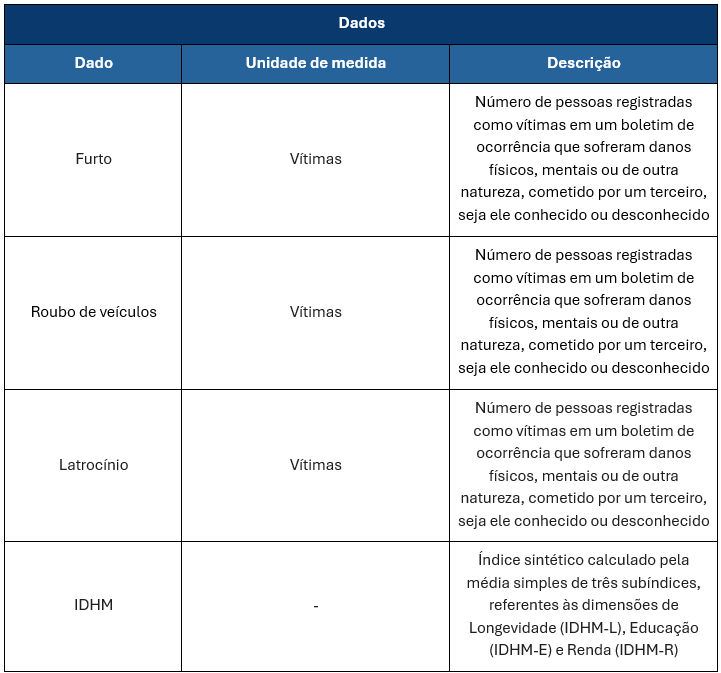 Dados
Dado
Unidade de medida
Descrição
Furto
Vítimas
Número de pessoas registradas
como vítimas em um boletim de
ocorrência que sofreram danos
físicos, mentais ou de outra
natureza, cometido por um terceiro,
seja ele conhecido ou desconhecido
Roubo de veículos
Vítimas
Número de pessoas registradas
como vítimas em um boletim de
ocorrência que sofreram danos
físicos, mentais ou de outra
natureza, cometido por um terceiro,
seja ele conhecido ou desconhecido
Latrocínio
Vítimas
Número de pessoas registradas
como vítimas em um boletim de
ocorrência que sofreram danos
físicos, mentais ou de outra
natureza, cometido por um terceiro,
seja ele conhecido ou desconhecido
IDHM
-
Índice sintético calculado pela
média simples de três subíndices,
referentes às dimensões de
Longevidade (IDHM-L), Educação
(IDHM-E) e Renda (IDHM-R)